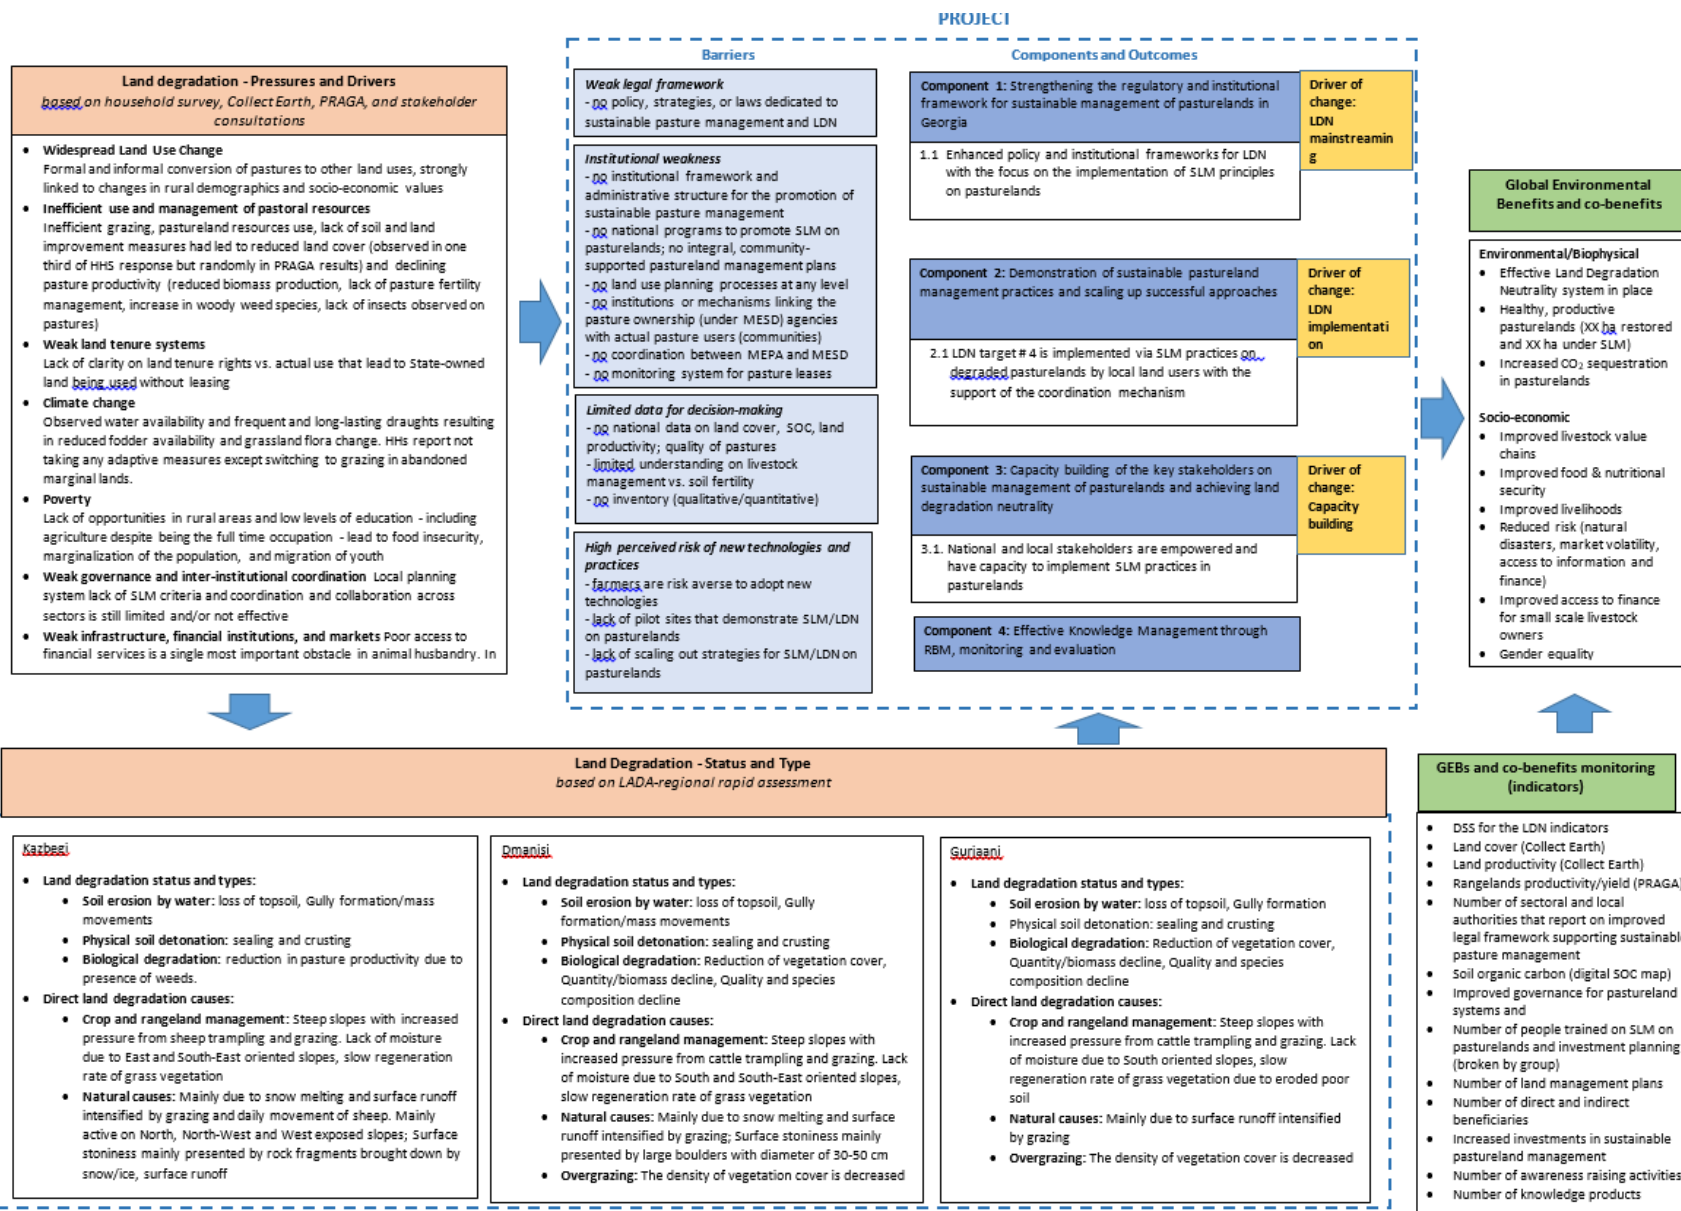 PROJECT
Land degradation - Pressures and Drivers
based on household survey, CollectEarth, PRAGA, and stakeholder
consultations
• Widespread Land Use Change
Formal and informal conversion of pastures to other land uses, strongly
linked to changes in rural demographics and socio-economic values
• Inefficient use and management of pastoral resources
Inefficient grazing, pastureland resources use, lack of soil and land
improvement measures had led to reduced land cover (observed in one
third of HHS response but randomly in PRAGA results) and declining
pasture productivity (reduced biomass production, lack of pasture fertility
management, increase in woody weed species, lack of insects observed on
pastures)
• Weak land tenure systems
Lack of clarity on land tenure rights vs. actual use that lead to State-owned
land being used without leasing
• Climate change
Observed water availability and frequent and long-lasting draughts resulting
in reduced fodder availability and grassland flora change. HHs report not
taking any adaptive measures except switching to grazing in abandoned
marginal lands.
• Poverty
Lack of opportunities in rural areas and low levels of education - including
agriculture despite being the full time occupation - lead to food insecurity,
marginalization of the population, and migration of youth
• Weak governance and inter-institutional coordination Local planning
system lack of SLM criteria and coordination and collaboration across
sectors is still limited and/or not effective
• Weak infrastructure, financial institutions, and markets Poor access to
financial services is a single most important obstacle in animal husbandry. In
Barriers
Weak legal framework
- no policy, strategies, or laws dedicated to
sustainable pasture management and LDN
Institutional weakness
- no institutional framework and
administrative structure for the promotion of
sustainable pasture management
- no national programs to promote SLM on
pasturelands; no integral, community-
supported pastureland management plans
- no land use planning processes at any level
- no institutions or mechanisms linking the
pasture ownership (under MESD) agencies
with actual pasture users (communities)
- no coordination between MEPA and MESD
- no monitoring system for pasture leases
Limited data for decision-making
- no national data on land cover, SOC, land
productivity; quality of pastures
- limited understanding on livestock
management vs. soil fertility
- no inventory (qualitative/quantitative)
High perceived risk of new technologies and
practices
- farmers are risk averse to adopt new
technologies
- lack of pilot sites that demonstrate SLM/LDN
on pasturelands
- lack of scaling out strategies for SLM/LDN on
pasturelands
Components and Outcomes
Component 1: Strengthening the regulatory and institutional
framework for sustainable management of pasturelands in
Georgia
Driver of
change:
LDN
mainstreamin
g
1.1 Enhanced policy and institutional frameworks for LDN
with the focus on the implementation of SLM principles
on pasturelands
Component 2: Demonstration of sustainable pastureland
management practices and scaling up successful approaches
Driver of
change:
LDN
implementati
on
2.1 LDN target # 4 is implemented via SLM practices on
degraded pasturelands by local land users with the
support of the coordination mechanism
Component 3: Capacity building of the key stakeholders on
sustainable management of pasturelands and achieving land
degradation neutrality
Driver of
change:
Capacity
building
3.1. National and local stakeholders are empowered and
have capacity to implement SLM practices in
pasturelands
Component 4: Effective Knowledge Management through
RBM, monitoring and evaluation
Global Environmental
Benefits and co-benefits
Environmental/Biophysical
• Effective Land Degradation
Neutrality system in place
• Healthy, productive
pasturelands (XX ha restored
and XX ha under SLM)
• Increased CO₂ sequestration
in pasturelands
Socio-economic
• Improved livestock value
chains
• Improved food & nutritional
security
• Improved livelihoods
• Reduced risk (natural
disasters, market volatility,
access to information and
finance)
• Improved access to finance
for small scale livestock
owners
• Gender equality
Land Degradation - Status and Type
based on LADA-regional rapid assessment
Kazbegi
• Land degradation status and types:
• Soil erosion by water: loss of topsoil, Gully formation/mass
movements
• Physical soil detonation: sealing and crusting
• Biological degradation: reduction in pasture productivity due to
presence of weeds.
• Direct land degradation causes:
• Crop and rangeland management: Steep slopes with increased
pressure from sheep trampling and grazing. Lack of moisture
due to East and South-East oriented slopes, slow regeneration
rate of grass vegetation
• Natural causes: Mainly due to snow melting and surface runoff
intensified by grazing and daily movement of sheep. Mainly
active on North, North-West and West exposed slopes; Surface
stoniness mainly presented by rock fragments brought down by
snow/ice, surface runoff
Dmanisi
• Land degradation status and types:
• Soil erosion by water: loss of topsoil, Gully
formation/mass movements
• Physical soil detonation: sealing and crusting
• Biological degradation: Reduction of vegetation cover,
Quantity/biomass decline, Quality and species
composition decline
• Direct land degradation causes:
• Crop and rangeland management: Steep slopes with
increased pressure from cattle trampling and grazing. Lack
of moisture due to South and South-East oriented slopes,
slow regeneration rate of grass vegetation
• Natural causes: Mainly due to snow melting and surface
runoff intensified by grazing; Surface stoniness mainly
presented by large boulders with diameter of 30-50 cm
• Overgrazing: The density of vegetation cover is decreased
Gurjaani
• Land degradation status and types:
• Soil erosion by water: loss of topsoil, Gully formation
• Physical soil detonation: sealing and crusting
• Biological degradation: Reduction of vegetation cover,
Quantity/biomass decline, Quality and species
composition decline
• Direct land degradation causes:
• Crop and rangeland management: Steep slopes with
increased pressure from cattle trampling and grazing. Lack
of moisture due to South oriented slopes, slow
regeneration rate of grass vegetation due to eroded poor
soil
• Natural causes: Mainly due to surface runoff intensified
by grazing
• Overgrazing: The density of vegetation cover is decreased
GEBs and co-benefits monitoring
(indicators)
• DSS for the LDN indicators
• Land cover (Collect Earth)
• Land productivity (Collect Earth)
• Rangelands productivity/yield (PRAGA)
• Number of sectoral and local
authorities that report on improved
legal framework supporting sustainabl
pasture management
• Soil organic carbon (digital SOC map)
• Improved governance for pastureland
systems and
• Number of people trained on SLM on
pasturelands and investment planning
(broken by group)
• Number of land management plans
• Number of direct and indirect
beneficiaries
• Increased investments in sustainable
pastureland management
• Number of awareness raising activities
• Number of knowledge products